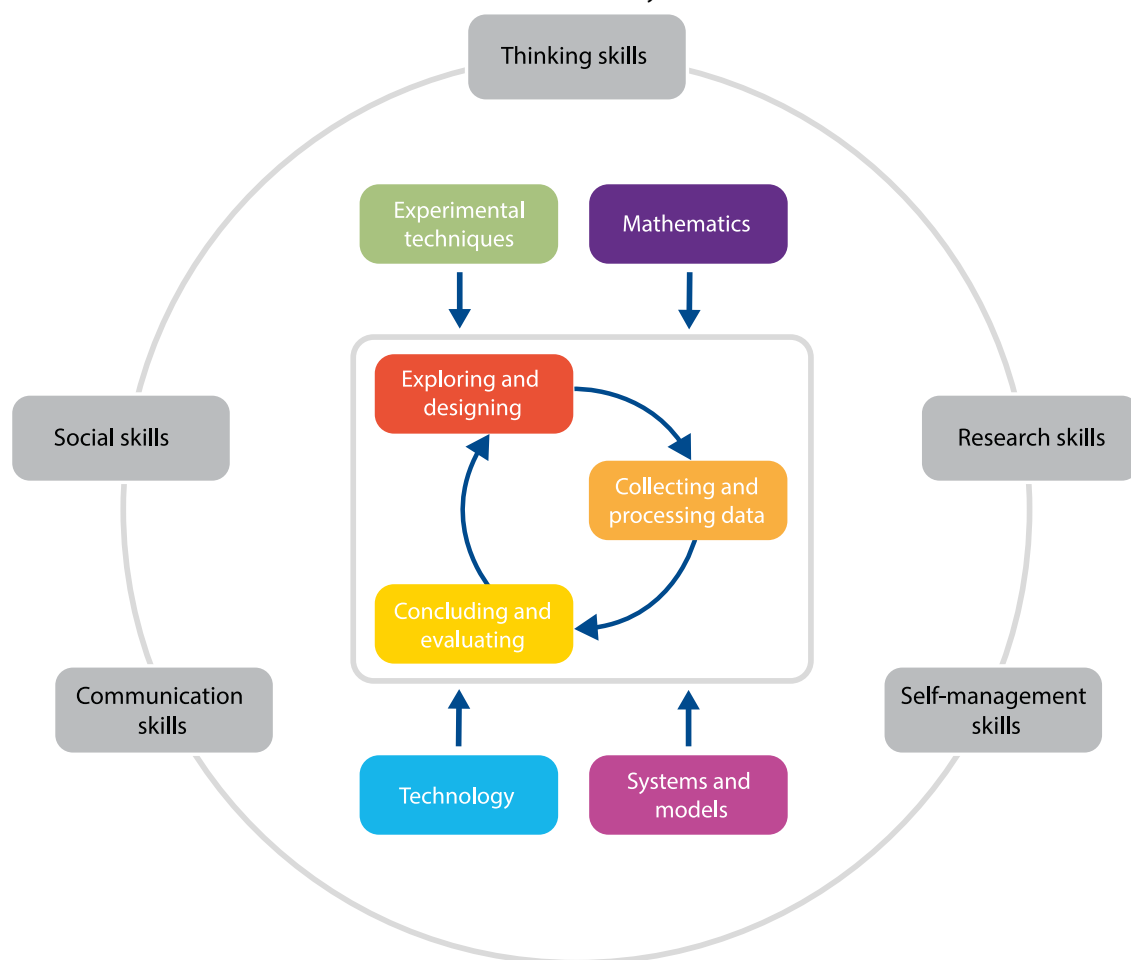 Thinking skills
Experimental
techniques
Mathematics
Exploring and
designing
Social skills
Research skills
Collecting and
processing data
Concluding and
evaluating
Communication
skills
Self-management
skills
Technology
Systems and
models